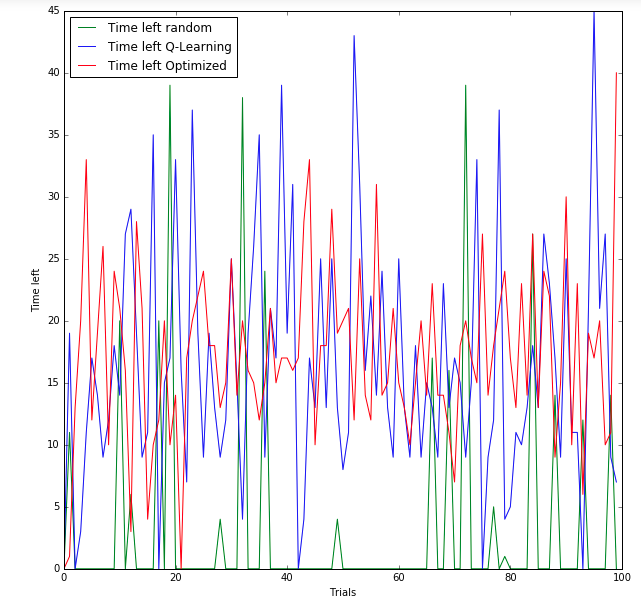 Time left random
Time left Q-Learning
Time left Optimized
45
40
35
30
25
20
15
10
5
0
Time left
0 20 40 60 80 100
Trials